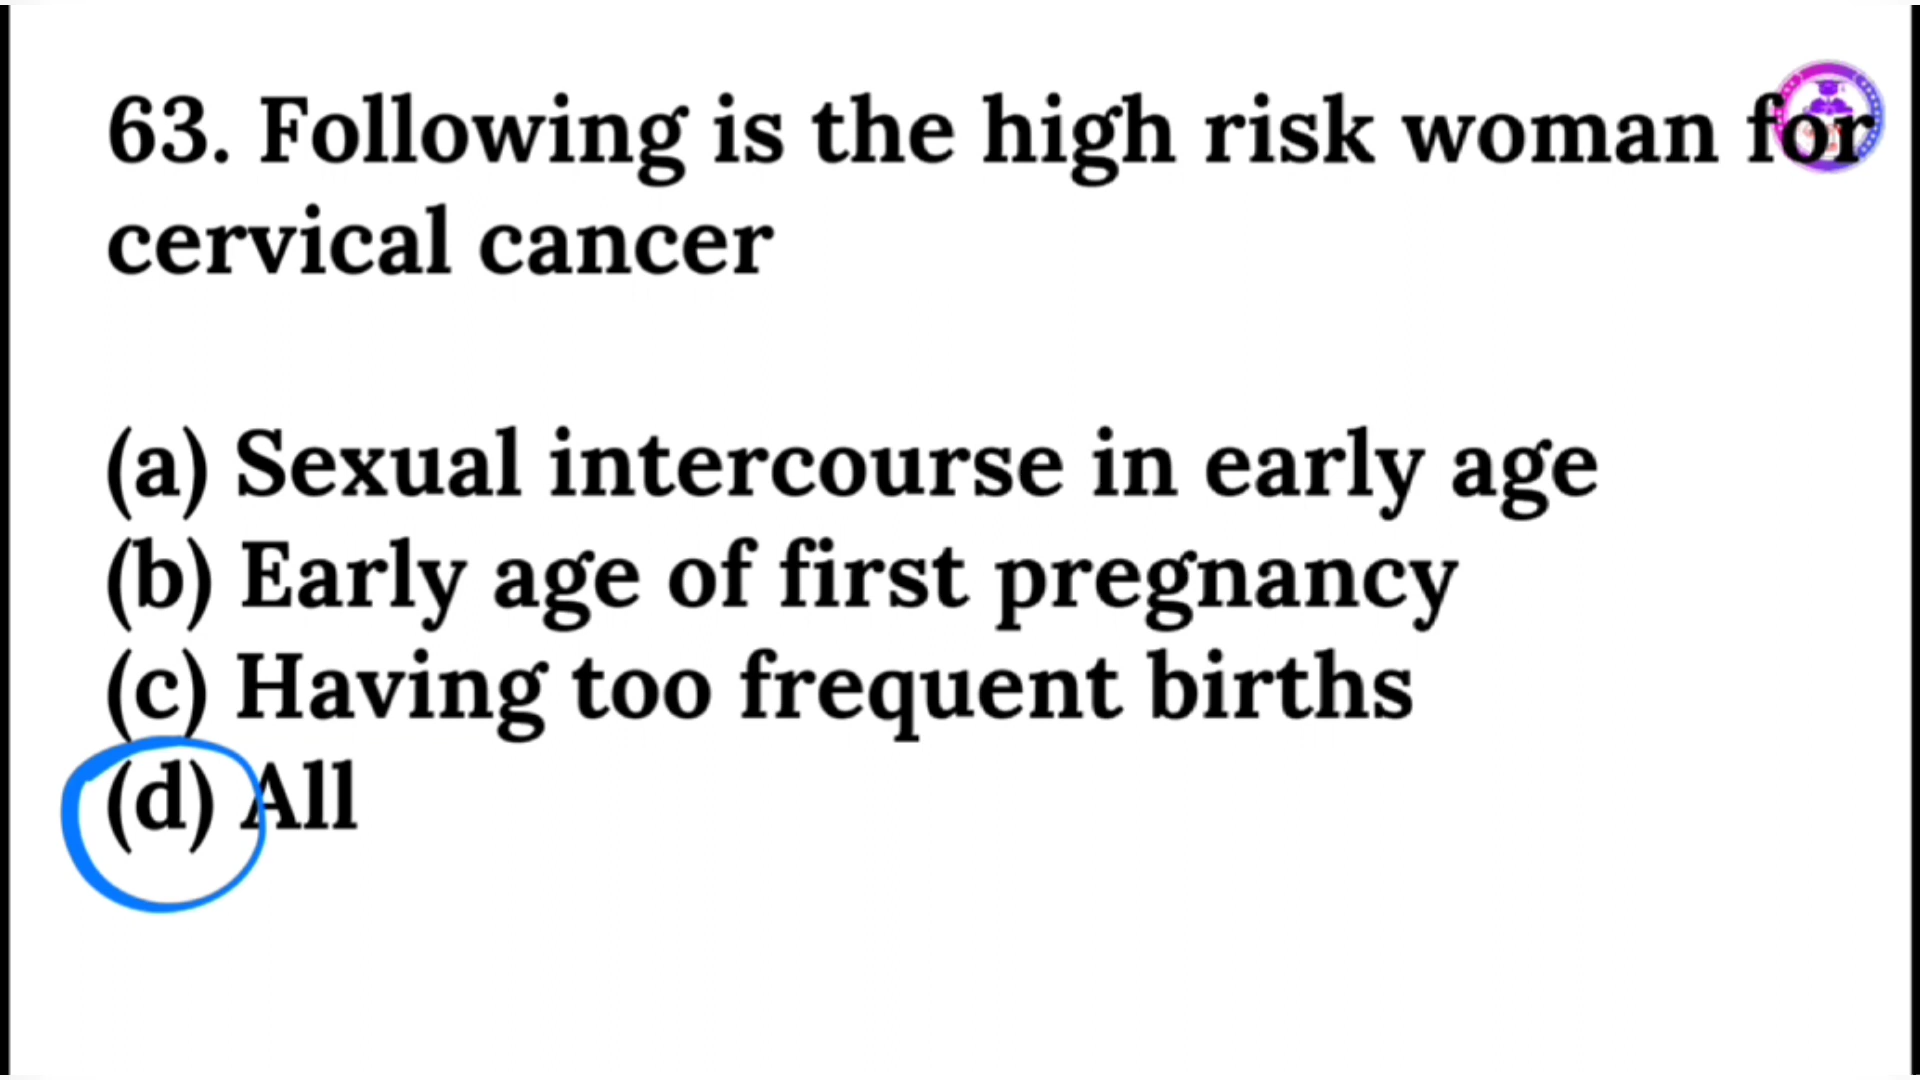 63. Following is the high risk woman for
cervical cancer
(a) Sexual intercourse in early age
(b) Early age of first pregnancy
(c) Having too frequent births
(d) All